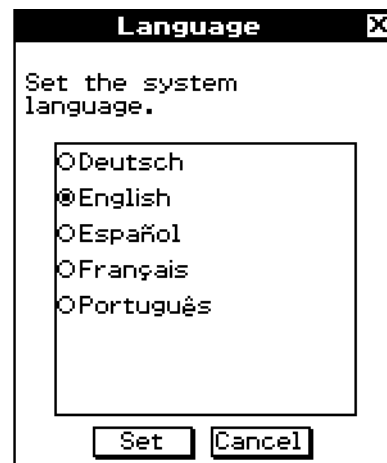 Language
Set the system
language.
Deutsch
English
Español
Français
Português
Set Cancel